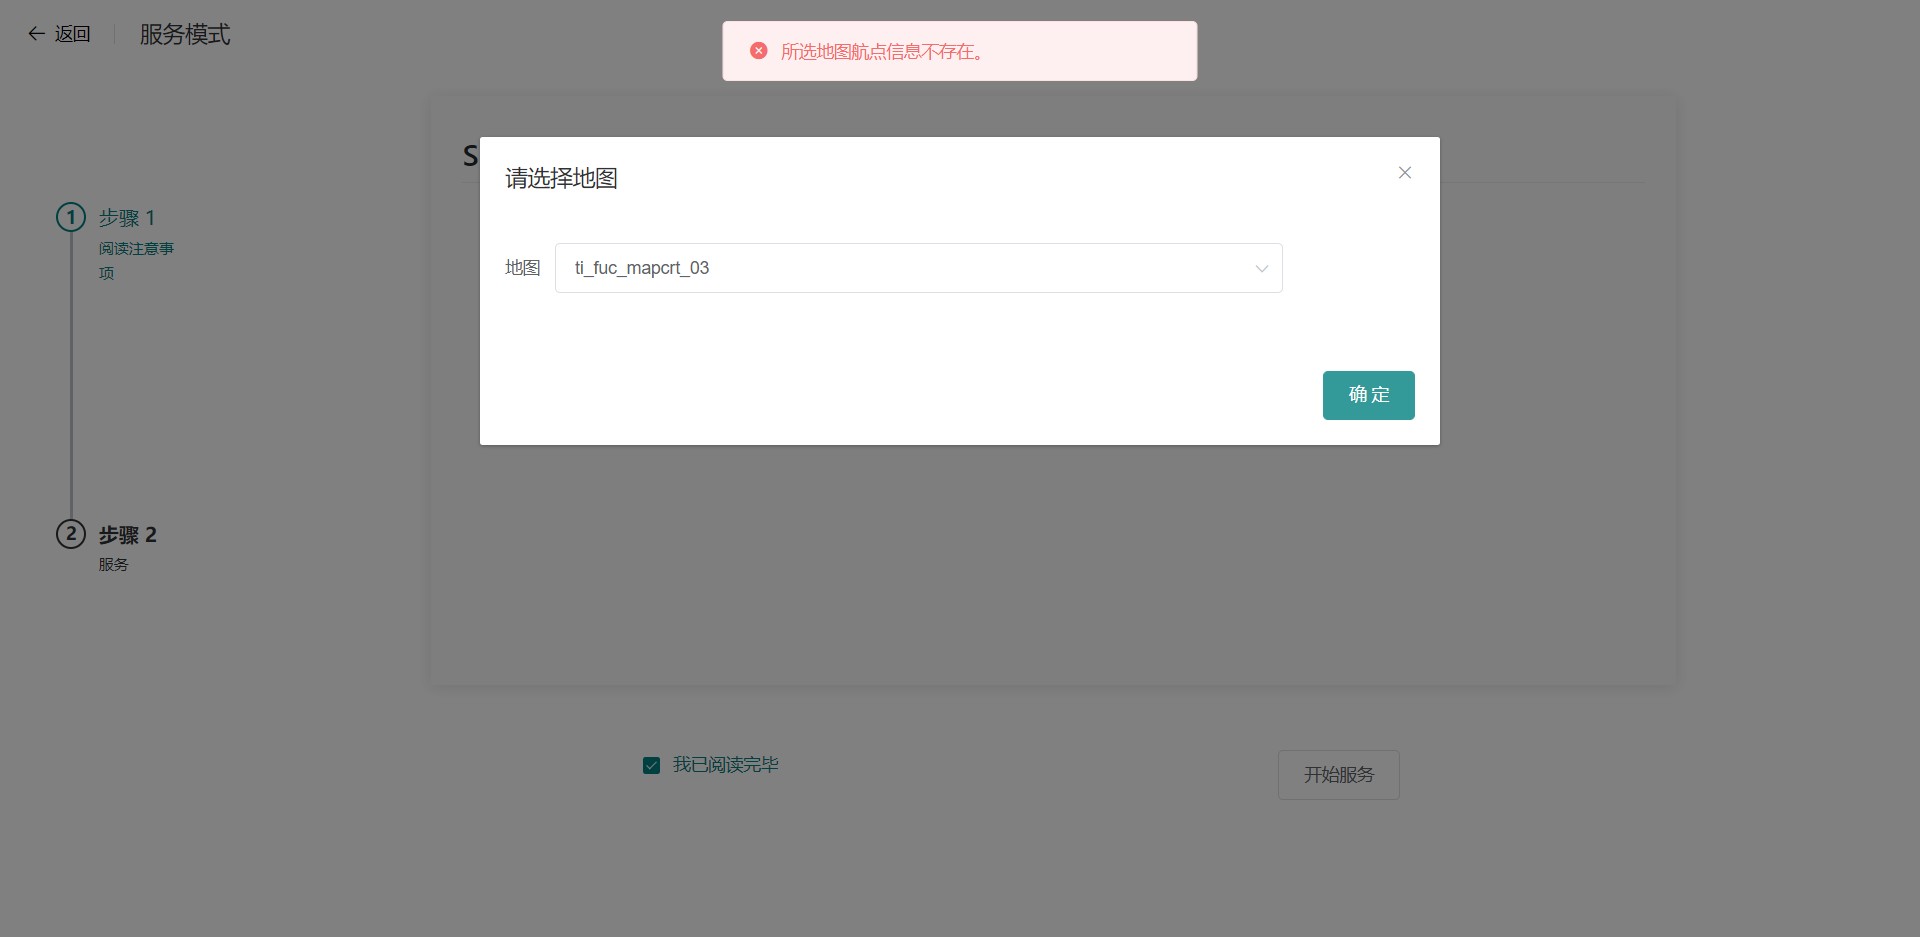 返回
服务模式
所选地图航点信息不存在。
S
请选择地图
地图
ti_fuc_mapcrt_03
确 定
1
步骤 1
阅读注意事
项
2
步骤 2
服务
我已阅读完毕
开始服务